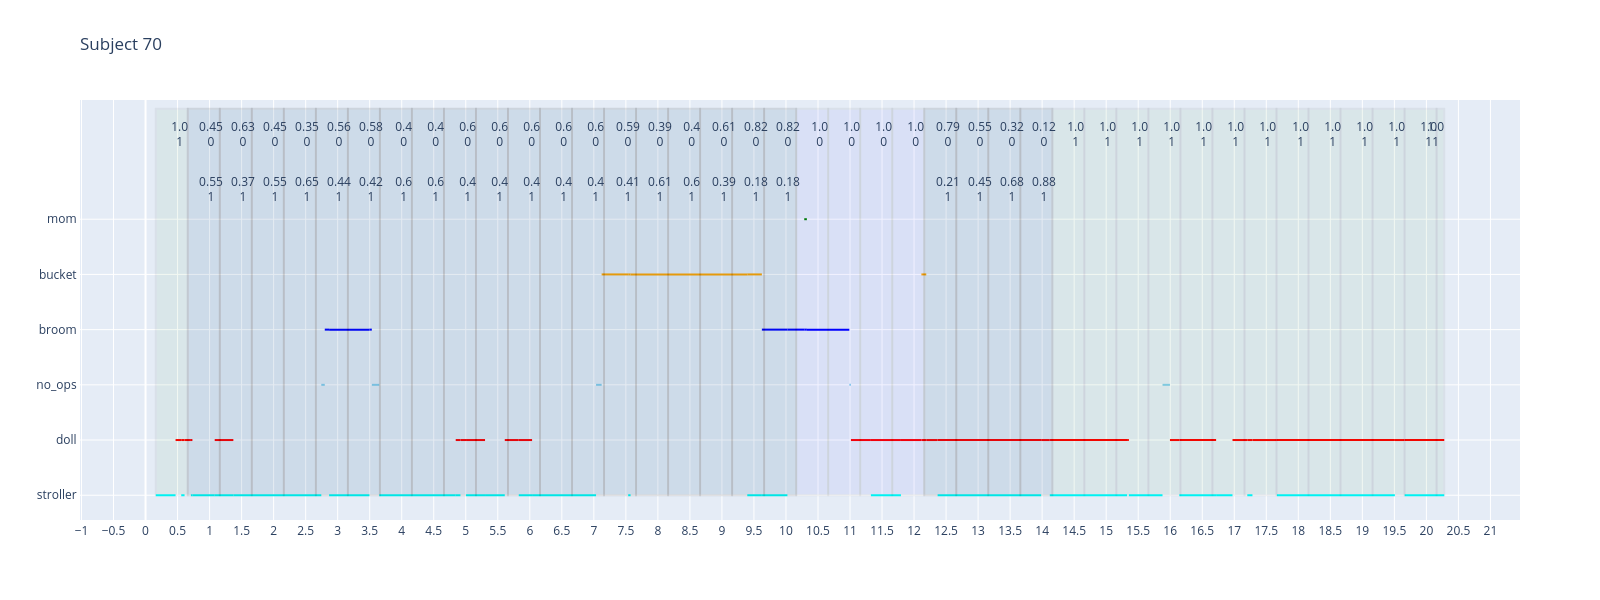 Subject 70
1.0 0.45 0.63 0.45 0.35 0.56 0.58 0.4 0.4 0.6 0.6 0.6 0.6 0.6 0.59 0.39 0.4 0.61 0.82 0.82 1.0 1.0 1.0 1.0 0.79 0.55 0.32 0.12 1.0 1.0 1.0 1.0 1.0 1.0 1.0 1.0 1.0 1.0 1.0 1.0 1.0
1 0 0 0 0 0 0 0 0 0 0 0 0 0 0 0 0 0 0 0 0 0 0 0 0 0 0 0 1 1 1 1 1 1 1 1 1 1 1 1 1
0.55 0.37 0.55 0.65 0.44 0.42 0.6 0.6 0.4 0.4 0.4 0.4 0.4 0.41 0.61 0.6 0.39 0.18 0.18 0.21 0.45 0.68 0.88
1 1 1 1 1 1 1 1 1 1 1 1 1 1 1 1 1 1 1 1 1 1 1
mom
bucket
broom
no_ops
doll
stroller
−1 −0.5 0 0.5 1 1.5 2 2.5 3 3.5 4 4.5 5 5.5 6 6.5 7 7.5 8 8.5 9 9.5 10 10.5 11 11.5 12 12.5 13 13.5 14 14.5 15 15.5 16 16.5 17 17.5 18 18.5 19 19.5 20 20.5 21